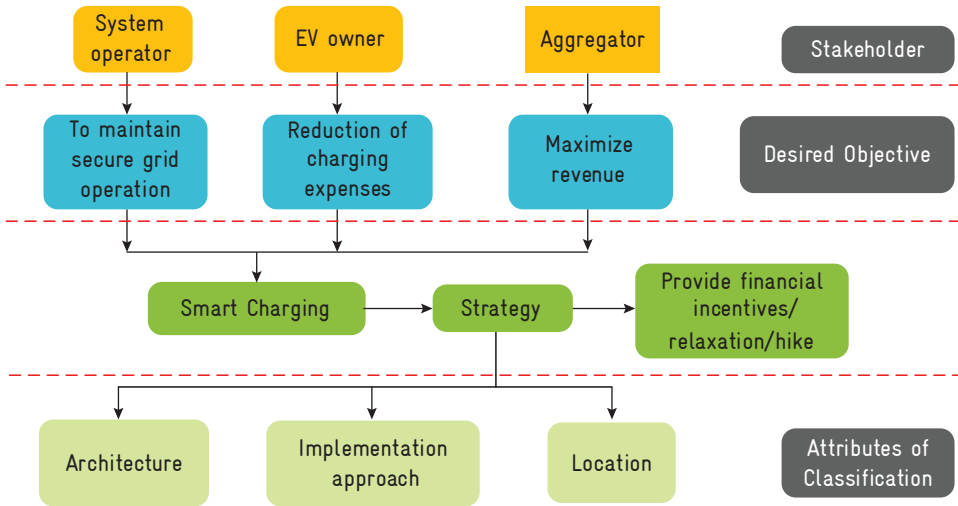 System
operator
EV owner
Aggregator
Stakeholder
To maintain
secure grid
operation
Reduction of
charging
expenses
Maximize
revenue
Desired Objective
Smart Charging
Strategy
Provide financial
incentives/
relaxation/hike
Architecture
Implementation
approach
Location
Attributes of
Classification